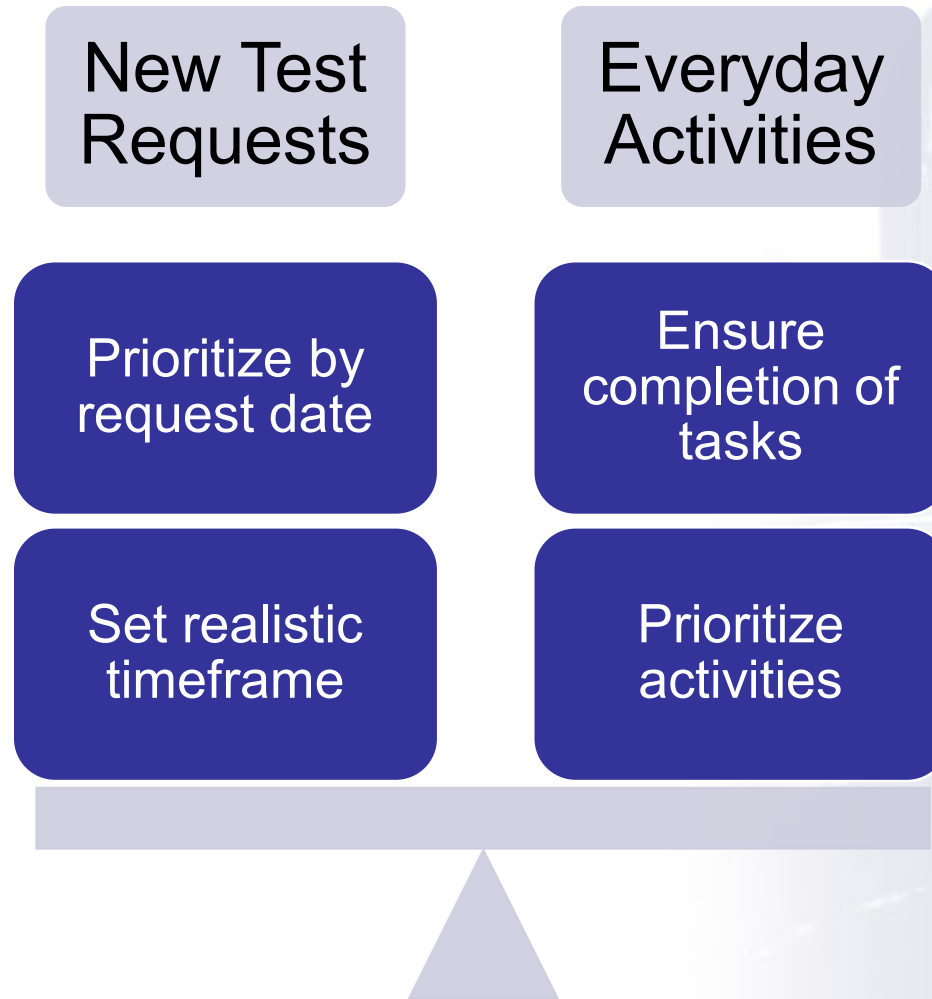 New Test
Requests
Everyday
Activities
Prioritize by
request date
Ensure
completion of
tasks
Set realistic
timeframe
Prioritize
activities